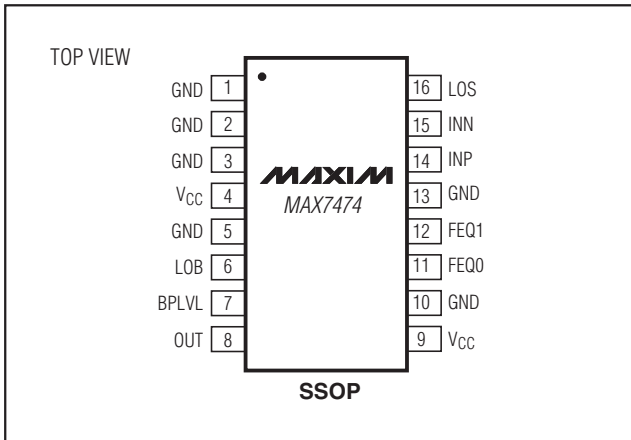 TOP VIEW
GND 1
GND 2
GND 3
VCC 4
GND 5
LOB 6
BPLVL 7
OUT 8
MAXIM
MAX7474
16 LOS
15 INN
14 INP
13 GND
12 FEQ1
11 FEQ0
10 GND
9 VCC
SSOP